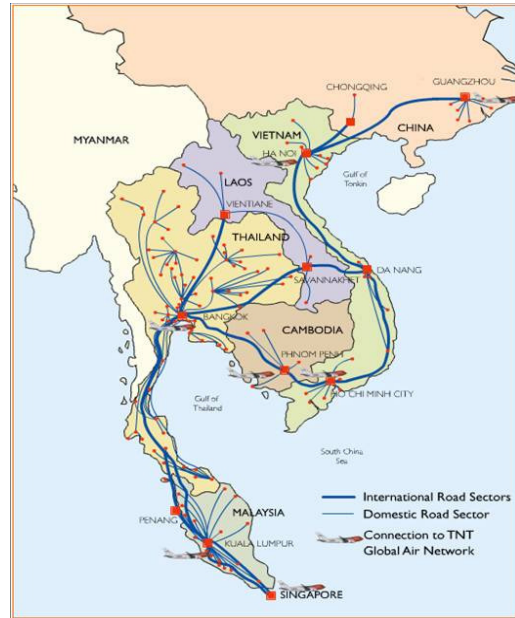 CHONGQING
GUANGZHOU
MYANMAR
VIETNAM
HA NOI
CHINA
Gulf of
Tonkin
LAOS
VIENTIANE
THAILAND
SAVANNAKHET
DA NANG
BANGKOK
CAMBODIA
PHNOM PENH
HO CHI MINH CITY
Gulf of
Thailand
South China
Sea
MALAYSIA
PENANG
KUALA LUMPUR
SINGAPORE
International Road Sectors
Domestic Road Sector
Connection to TNT
Global Air Network